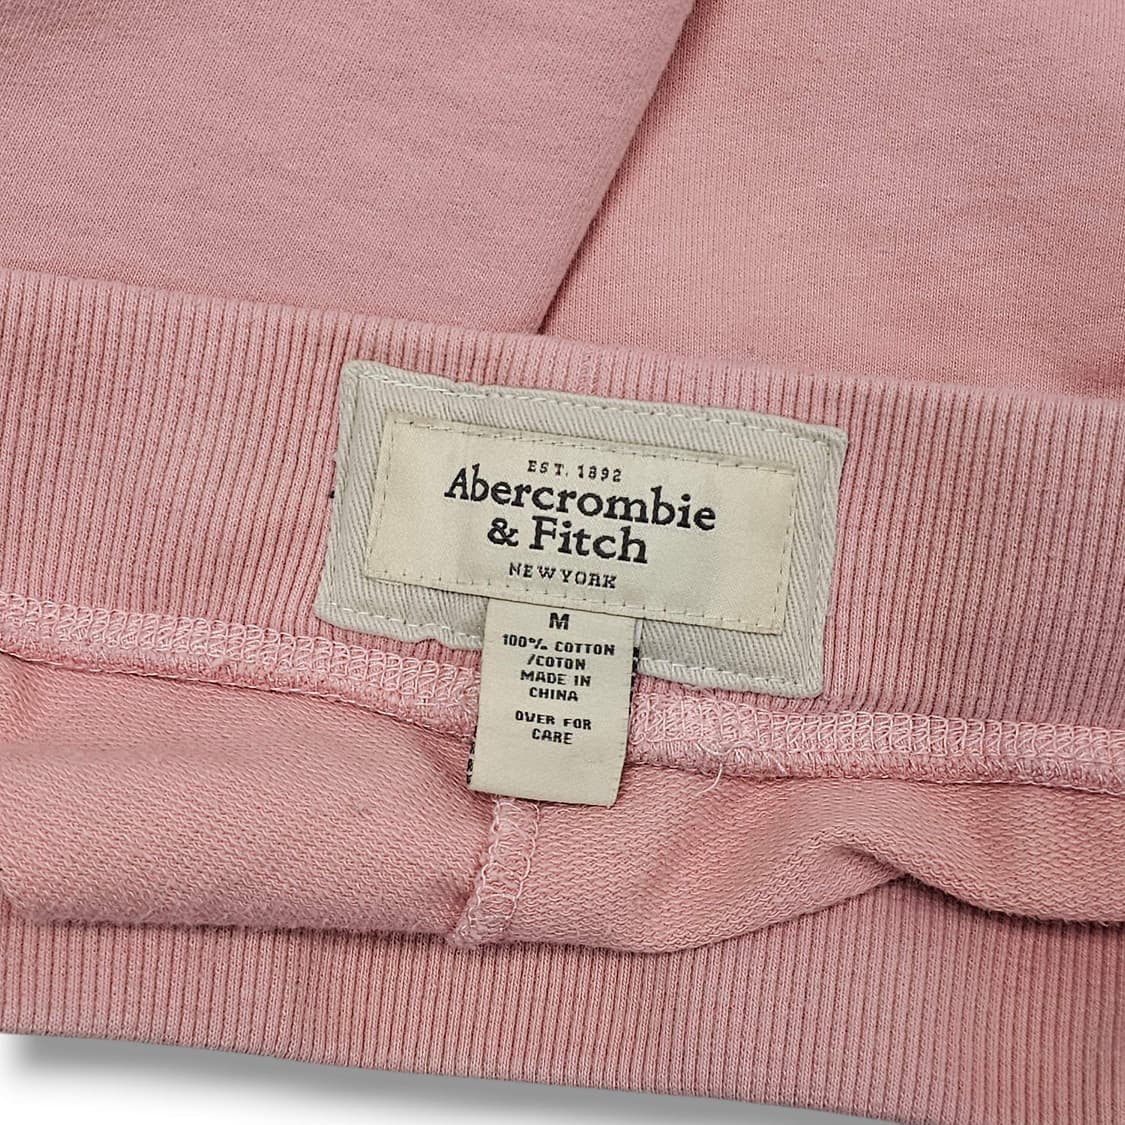 EST. 1892
Abercrombie
& Fitch
NEW YORK
M
100% COTTON
/COTON
MADE IN
CHINA
OVER FOR
CARE